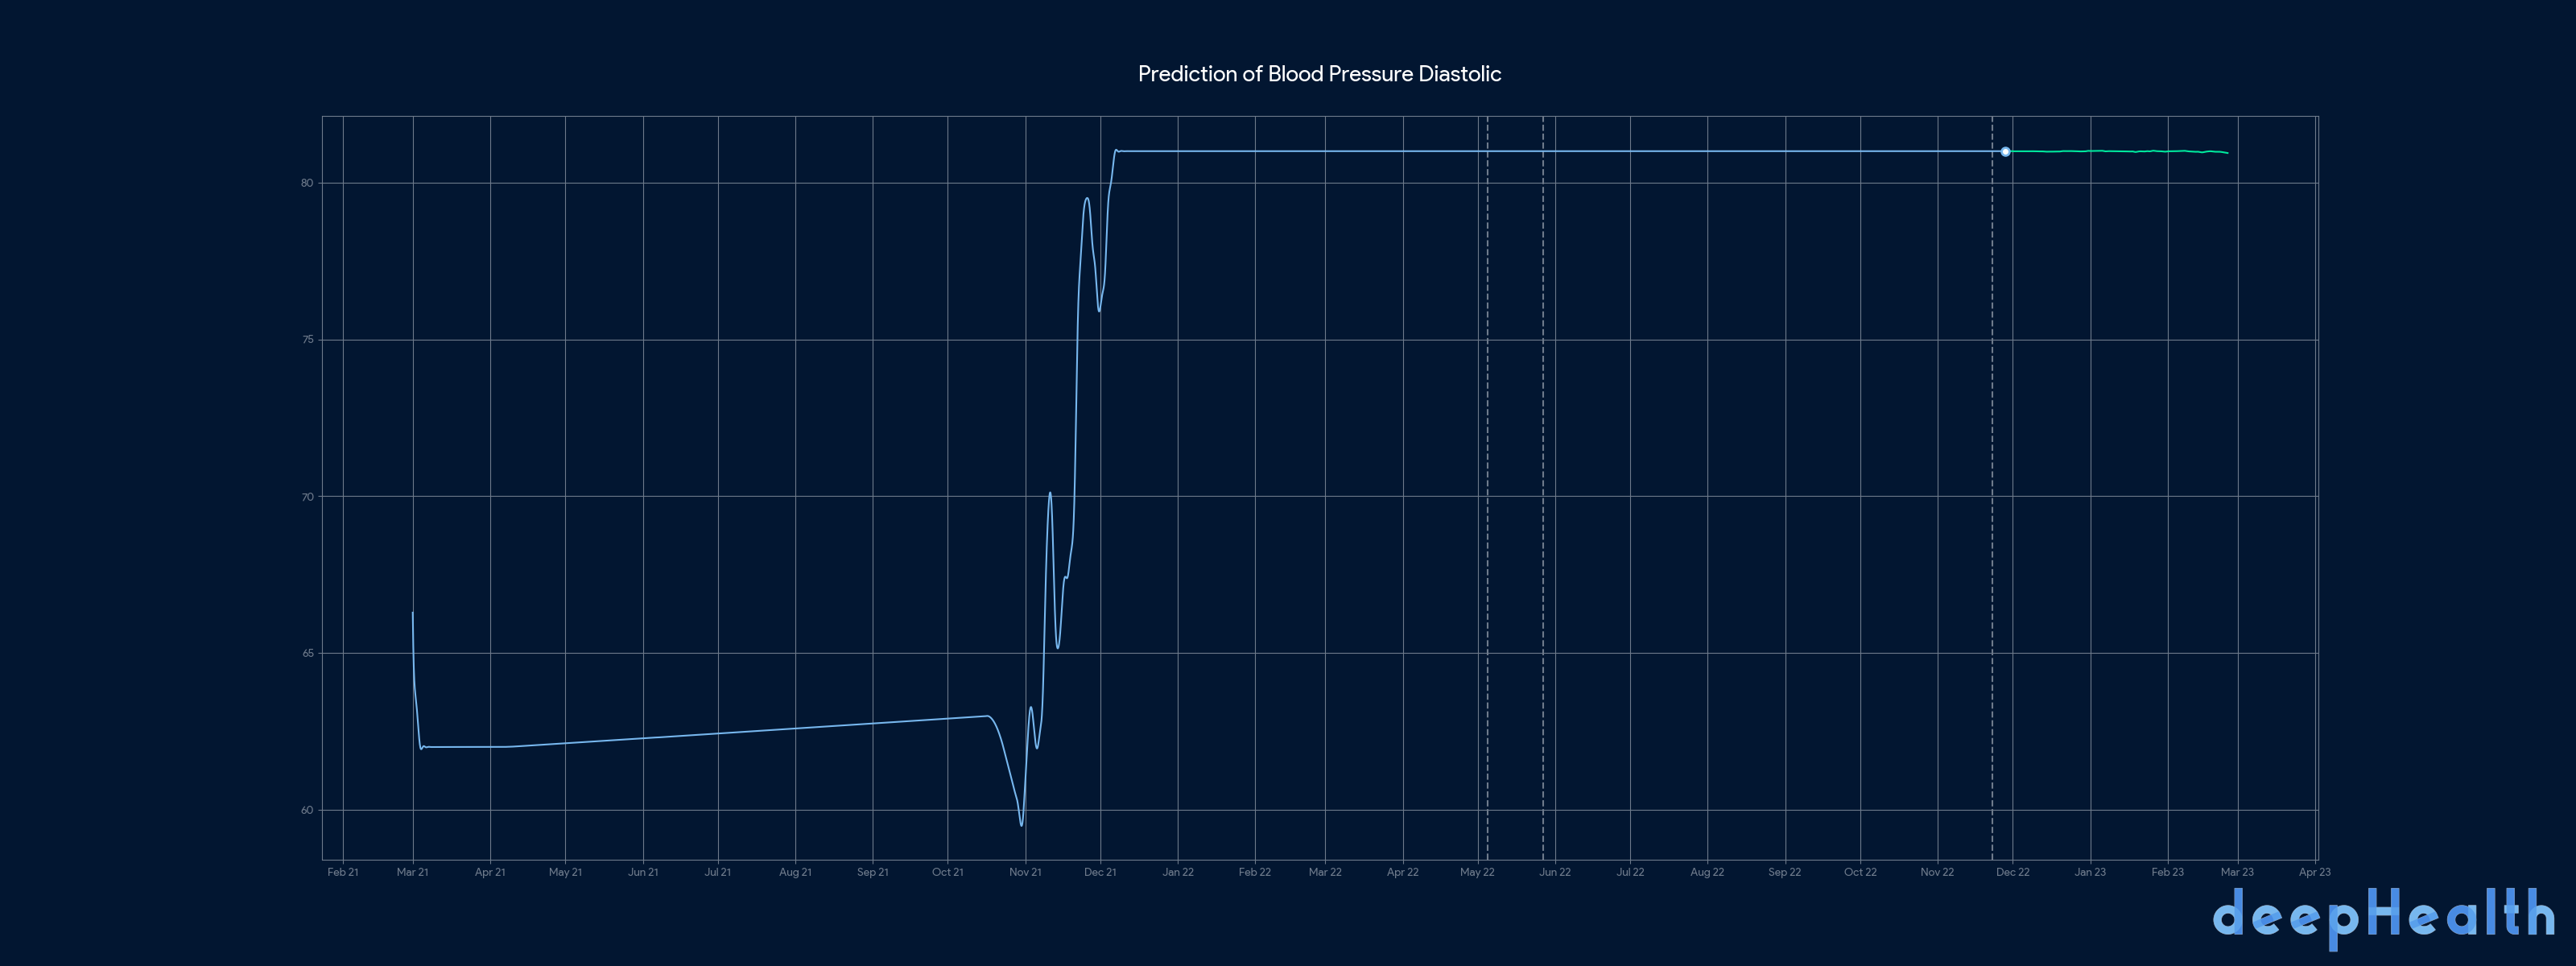 Prediction of Blood Pressure Diastolic
80
75
70
65
60
Feb 21 Mar 21 Apr 21 May 21 Jun 21 Jul 21 Aug 21 Sep 21 Oct 21 Nov 21 Dec 21 Jan 22 Feb 22 Mar 22 Apr 22 May 22 Jun 22 Jul 22 Aug 22 Sep 22 Oct 22 Nov 22 Dec 22 Jan 23 Feb 23 Mar 23 Apr 23
deepHealth